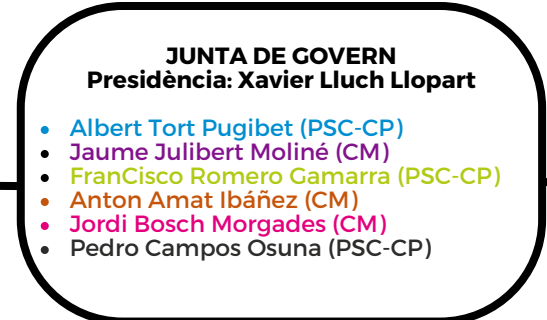 JUNTA DE GOVERN
Presidència: Xavier Lluch Llopart
• Albert Tort Pugibet (PSC-CP)
• Jaume Julibert Moliné (CM)
• FranCisco Romero Gamarra (PSC-CP)
• Anton Amat Ibáñez (CM)
• Jordi Bosch Morgades (CM)
• Pedro Campos Osuna (PSC-CP)